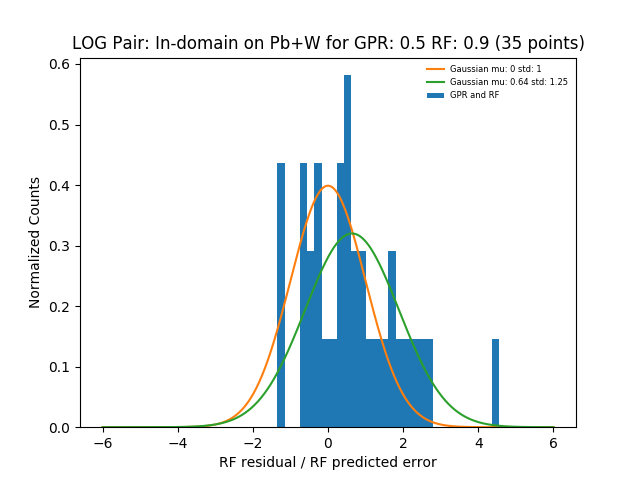 LOG Pair: In-domain on Pb+W for GPR: 0.5 RF: 0.9 (35 points)
Gaussian mu: 0 std: 1
Gaussian mu: 0.64 std: 1.25
GPR and RF
Normalized Counts
0.6
0.5
0.4
0.3
0.2
0.1
0.0
−6 −4 −2 0 2 4 6
RF residual / RF predicted error